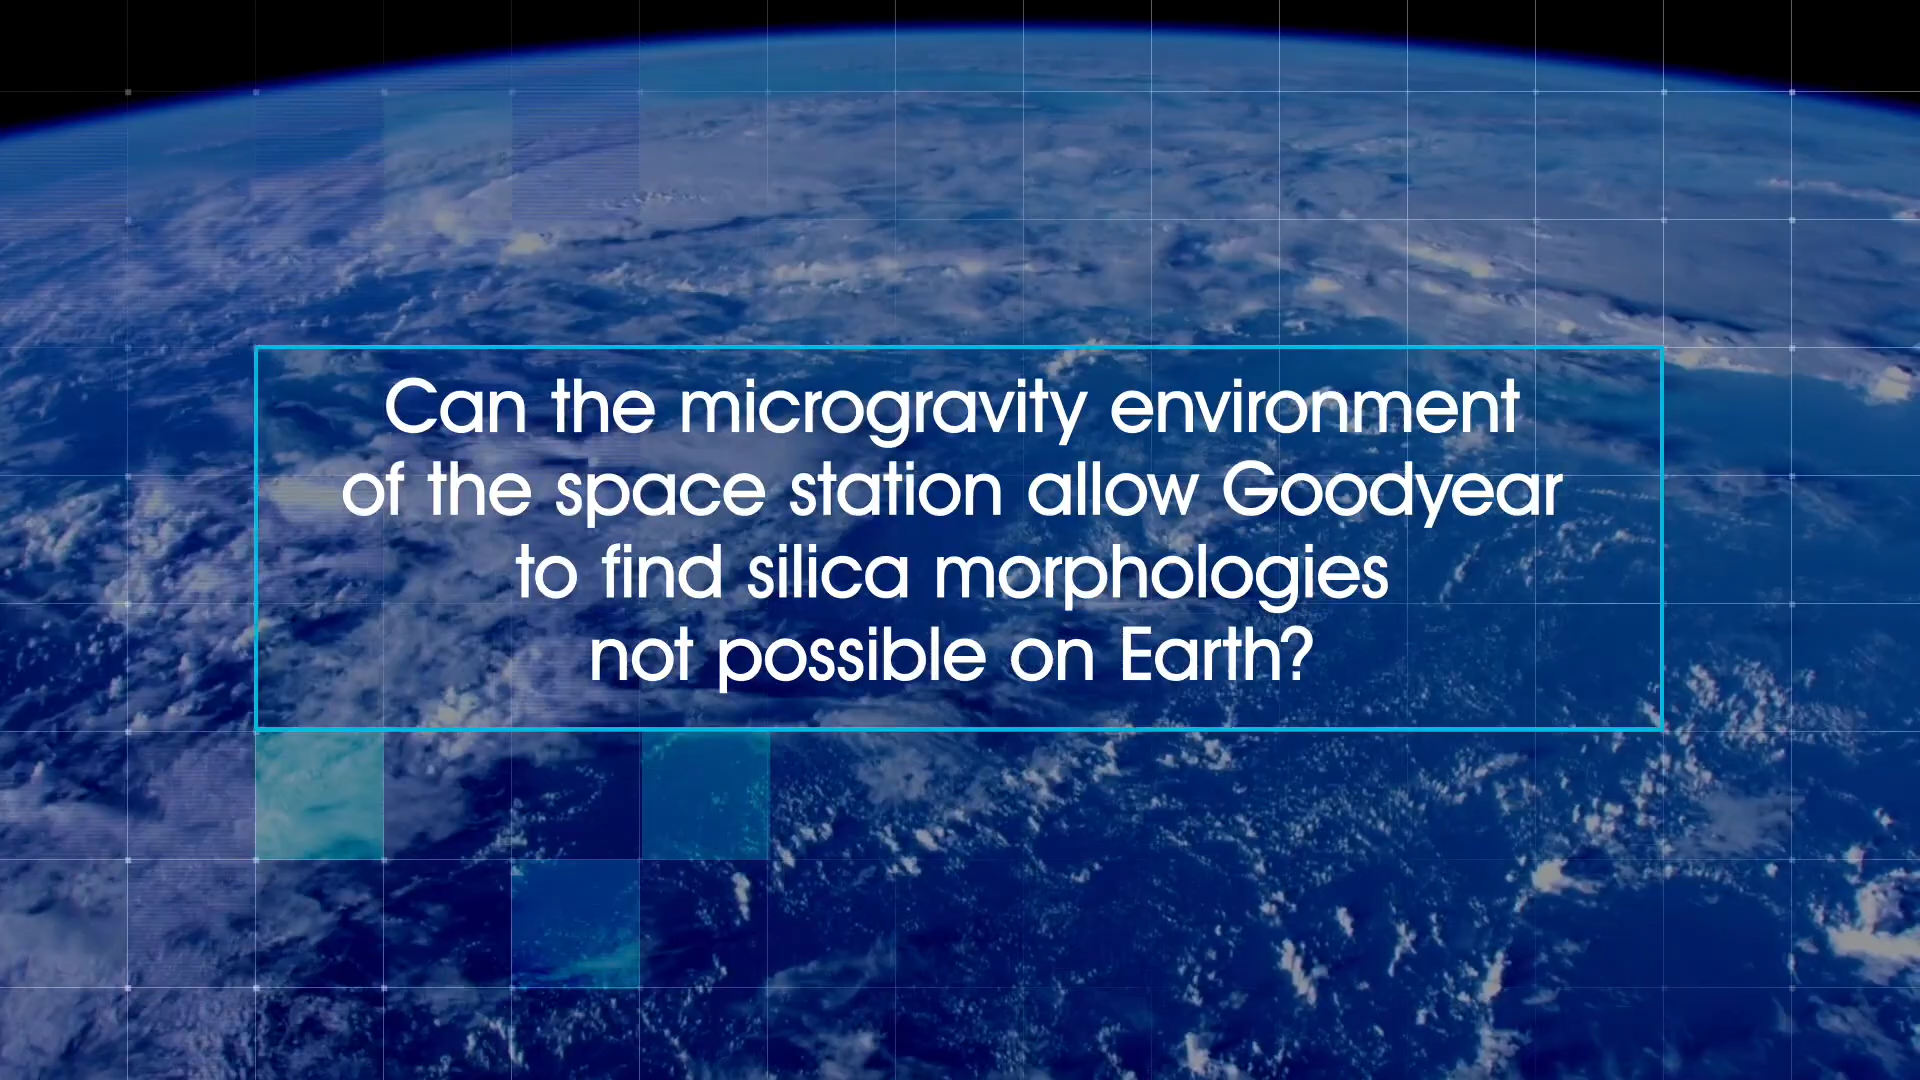 Can the microgravity environment
of the space station allow Goodyear
to find silica morphologies
not possible on Earth?